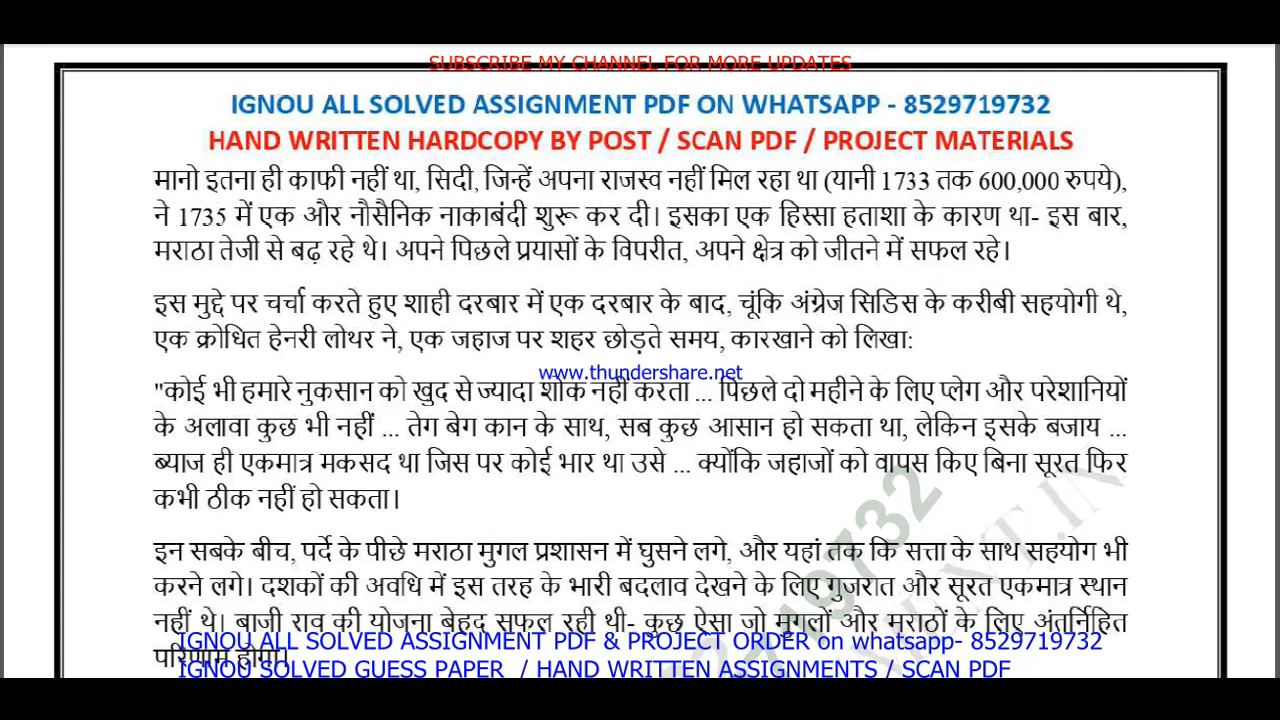 SUBSCRIBE MY CHANNEL FOR MORE UPDATES
IGNOU ALL SOLVED ASSIGNMENT PDF ON WHATSAPP - 8529719732
HAND WRITTEN HARDCOPY BY POST / SCAN PDF / PROJECT MATERIALS
मानो इतना ही काफी नहीं था, सिदी, जिन्हें अपना राजस्व नहीं मिल रहा था (यानी 1733 तक 600,000 रुपये),
ने 1735 में एक और नौसैनिक नाकाबंदी शुरू कर दी। इसका एक हिस्सा हताशा के कारण था- इस बार,
मराठा तेजी से बढ़ रहे थे। अपने पिछले प्रयासों के विपरीत, अपने क्षेत्र को जीतने में सफल रहे।
इस मुद्दे पर चर्चा करते हुए शाही दरबार में एक दरबार के बाद, चूंकि अंग्रेज सिडिस के करीबी सहयोगी थे,
एक क्रोधित हेनरी लोथर ने, एक जहाज पर शहर छोड़ते समय, कारखाने को लिखा:
www.thundershare.net
"कोई भी हमारे नुकसान को खुद से ज्यादा शोक नहीं करता ... पिछले दो महीने के लिए प्लेग और परेशानियों
के अलावा कुछ भी नहीं ... तेग बेग कान के साथ, सब कुछ आसान हो सकता था, लेकिन इसके बजाय ...
ब्याज ही एकमात्र मकसद था जिस पर कोई भार था उसे ... क्योंकि जहाजों को वापस किए बिना सूरत फिर
कभी ठीक नहीं हो सकता।
इन सबके बीच, पर्दे के पीछे मराठा मुगल प्रशासन में घुसने लगे, और यहां तक कि सत्ता के साथ सहयोग भी
करने लगे। दशकों की अवधि में इस तरह के भारी बदलाव देखने के लिए गुजरात और सूरत एकमात्र स्थान
नहीं थे। बाजी राव की योजना बेहद सफल रही थी- कुछ ऐसा जो मुगलों और मराठों के लिए अंतर्निहित
IGNOU ALL SOLVED ASSIGNMENT PDF & PROJECT ORDER on whatsapp- 8529719732
परिणाम होगा।
IGNOU SOLVED GUESS PAPER / HAND WRITTEN ASSIGNMENTS / SCAN PDF